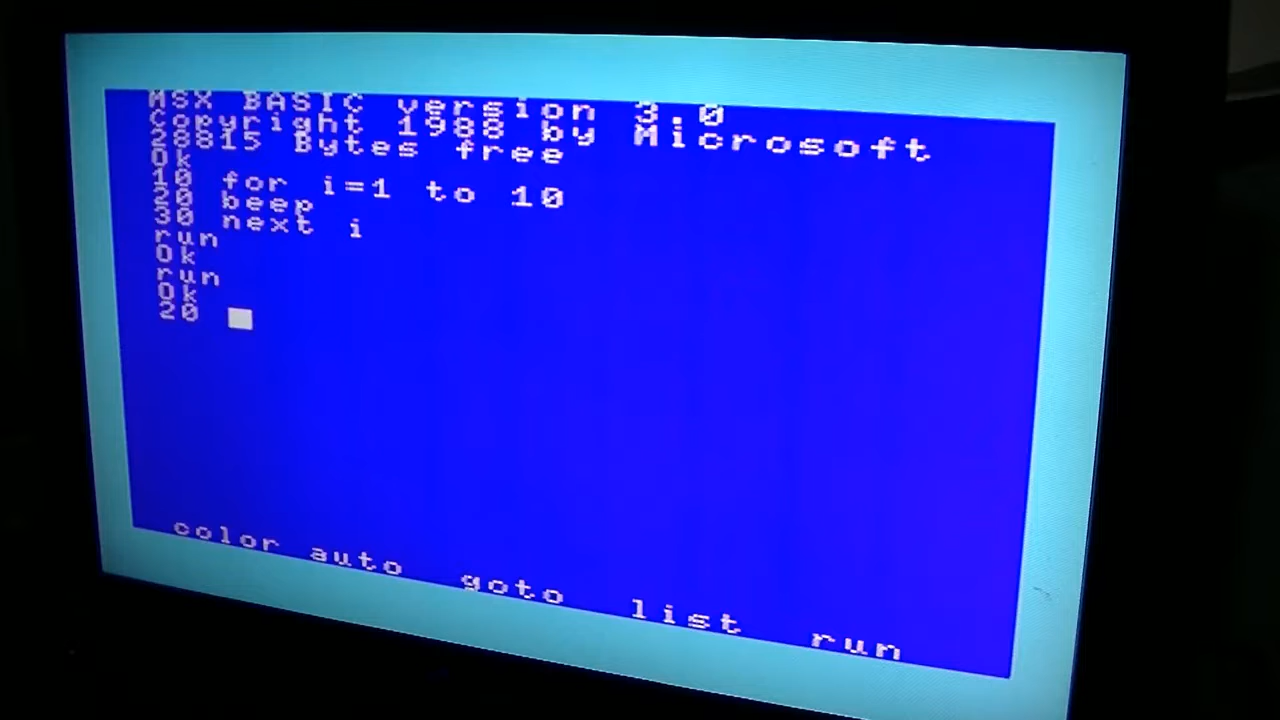 MSX BASIC version 3.0
Copyright 1988 by Microsoft
28815 Bytes free
Ok
10 for i=1 to 10
20 beep
30 next i
run
Ok
run
Ok
20
color auto goto list run